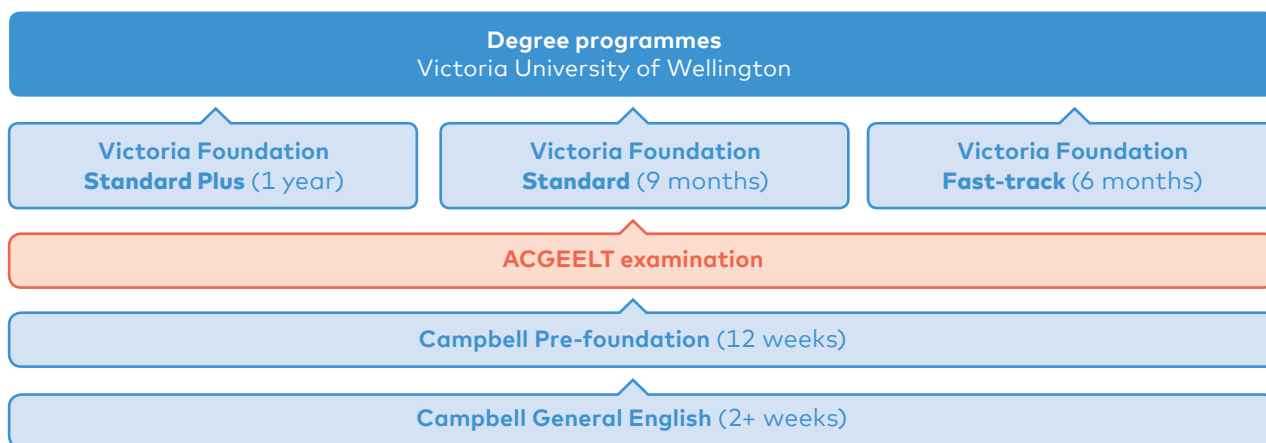 Degree programmes
Victoria University of Wellington
Victoria Foundation
Standard Plus (1 year)
Victoria Foundation
Standard (9 months)
Victoria Foundation
Fast-track (6 months)
ACGEELT examination
Campbell Pre-foundation (12 weeks)
Campbell General English (2+ weeks)